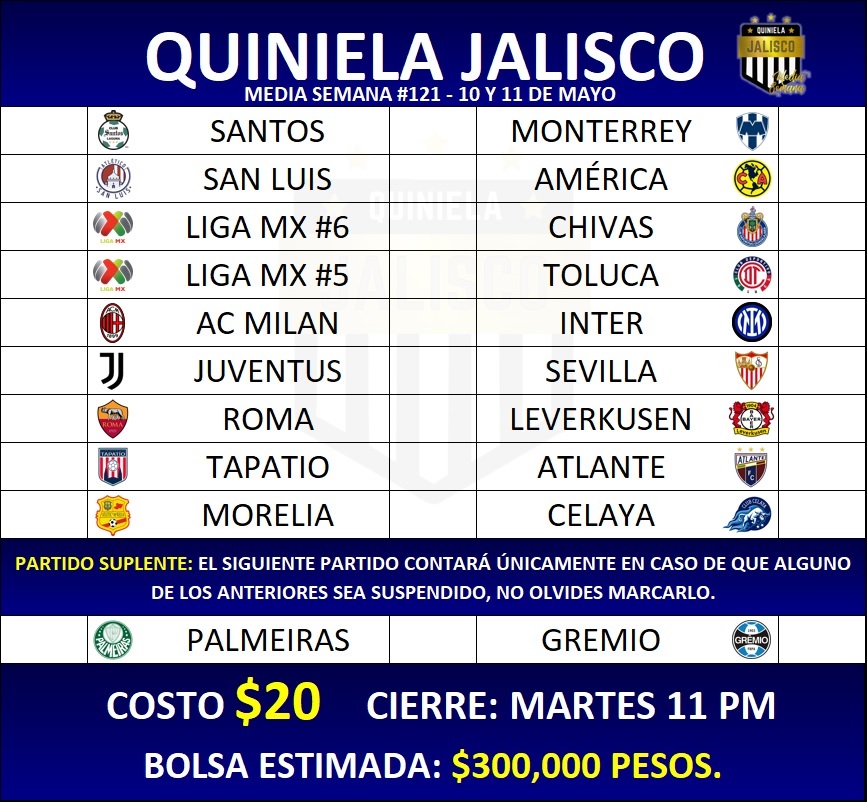 QUINIELA JALISCO
MEDIA SEMANA #121 - 10 Y 11 DE MAYO
QUINIELA
JALISCO
Media
Semana
SANTOS MONTERREY
SAN LUIS AMÉRICA
LIGA MX #6 CHIVAS
LIGA MX #5 TOLUCA
AC MILAN INTER
JUVENTUS SEVILLA
ROMA LEVERKUSEN
TAPATIO ATLANTE
MORELIA CELAYA
QUINIELA
JALISCO
PARTIDO SUPLENTE: EL SIGUIENTE PARTIDO CONTARÁ ÚNICAMENTE EN CASO DE QUE ALGUNO
DE LOS ANTERIORES SEA SUSPENDIDO, NO OLVIDES MARCARLO.
PALMEIRAS GREMIO
COSTO $20 CIERRE: MARTES 11 PM
BOLSA ESTIMADA: $300,000 PESOS.